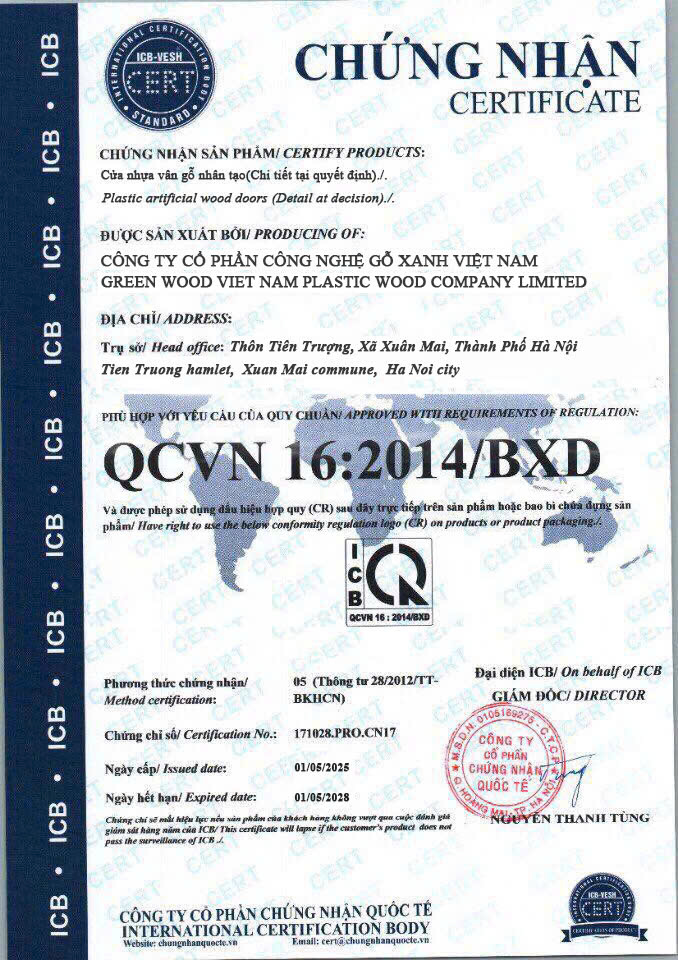 ICB • ICB • ICB • ICB • ICB • ICB • ICB • ICB • ICB • ICB
INTERNATIONAL CERTIFICATION BODY
ICB-VESH
CERT
• STANDARD •
CHỨNG NHẬN
CERTIFICATE
CHỨNG NHẬN SẢN PHẨM/ CERTIFY PRODUCTS:
Cửa nhựa vân gỗ nhân tạo(Chi tiết tại quyết định)./.
Plastic artificial wood doors (Detail at decision)./.
ĐƯỢC SẢN XUẤT BỞI/ PRODUCING OF:
CÔNG TY CỔ PHẦN CÔNG NGHỆ GỖ XANH VIỆT NAM
GREEN WOOD VIET NAM PLASTIC WOOD COMPANY LIMITED
ĐỊA CHỈ/ ADDRESS:
Trụ sở/ Head office: Thôn Tiên Trượng, Xã Xuân Mai, Thành Phố Hà Nội
Tien Truong hamlet, Xuan Mai commune, Ha Noi city
PHÙ HỢP VỚI YÊU CẦU CỦA QUY CHUẨN/ APPROVED WITH REQUIREMENTS OF REGULATION:
QCVN 16:2014/BXD
Và được phép sử dụng dấu hiệu hợp quy (CR) sau đây trực tiếp trên sản phẩm hoặc bao bì chứa đựng sản
phẩm/ Have right to use the below conformity regulation logo (CR) on products or product packaging./.
ICB
CR
QCVN 16 : 2014/BXD
Phương thức chứng nhận/ 05 (Thông tư 28/2012/TT-
Method certification: BKHCN)
Chứng chỉ số/ Certification No.: 171028.PRO.CN17
Ngày cấp/ Issued date: 01/05/2025
Ngày hết hạn/ Expired date: 01/05/2028
Chứng chỉ sẽ mất hiệu lực nếu sản phẩm của khách hàng không vượt qua cuộc đánh giá
giám sát hàng năm của ICB/ This certificate will lapse if the customer's product does not
pass the surveillance of ICB ./.
Đại diện ICB/ On behalf of ICB
GIÁM ĐỐC/ DIRECTOR
M.S.D.N: 0105189275 - C.T.C.P
CÔNG TY
CỔ PHẦN
CHỨNG NHẬN
QUỐC TẾ
Q. HOÀNG MAI - TP. HÀ NỘI
NGUYỄN THANH TÙNG
CÔNG TY CỔ PHẦN CHỨNG NHẬN QUỐC TẾ
INTERNATIONAL CERTIFICATION BODY
Website: chungnhanquocte.vn Email: cert@chungnhanquocte.vn
ICB-VESH
CERT
CERTIFICATION OF PRODUCT